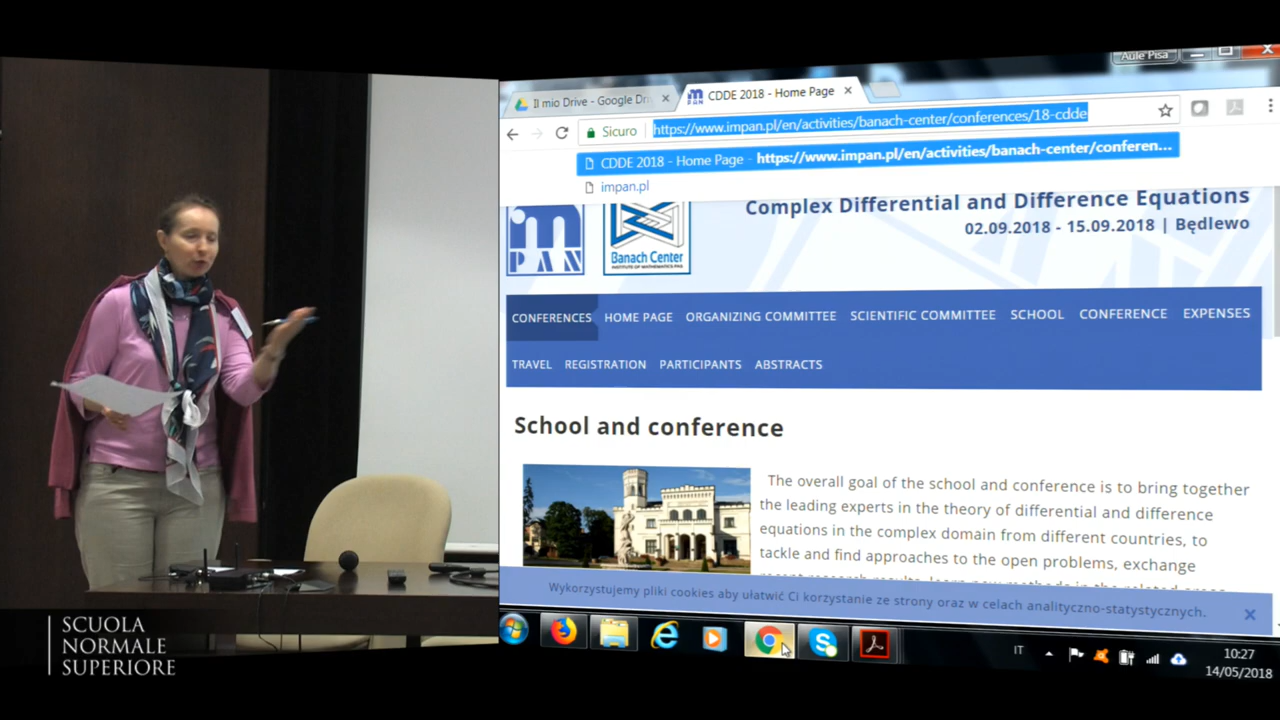 Aule Pisa
Il mio Drive - Google Dri
CDDE 2018 - Home Page
Sicuro
https://www.impan.pl/en/activities/banach-center/conferences/18-cdde
CDDE 2018 - Home Page - https://www.impan.pl/en/activities/banach-center/conferen...
impan.pl
Complex Differential and Difference Equations
02.09.2018 - 15.09.2018 | Będlewo
im
PAN
Banach Center
INSTITUTE OF MATHEMATICS PAS
CONFERENCES HOME PAGE ORGANIZING COMMITTEE SCIENTIFIC COMMITTEE SCHOOL CONFERENCE EXPENSES
TRAVEL REGISTRATION PARTICIPANTS ABSTRACTS
School and conference
The overall goal of the school and conference is to bring together
the leading experts in the theory of differential and difference
equations in the complex domain from different countries, to
tackle and find approaches to the open problems, exchange
Wykorzystujemy pliki cookies aby ułatwić Ci korzystanie ze strony oraz w celach analityczno-statystycznych.
IT
10:27
14/05/2018
SCUOLA
NORMALE
SUPERIORE